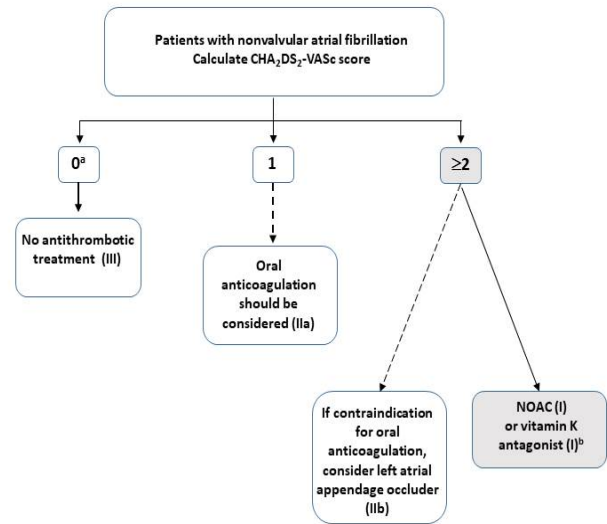 Patients with nonvalvular atrial fibrillation
Calculate CHA₂DS₂-VASc score
0ᵃ
1
≥2
No antithrombotic
treatment (III)
Oral
anticoagulation
should be
considered (IIa)
If contraindication
for oral
anticoagulation,
consider left atrial
appendage occluder
(IIb)
NOAC (I)
or vitamin K
antagonist (I)ᵇ